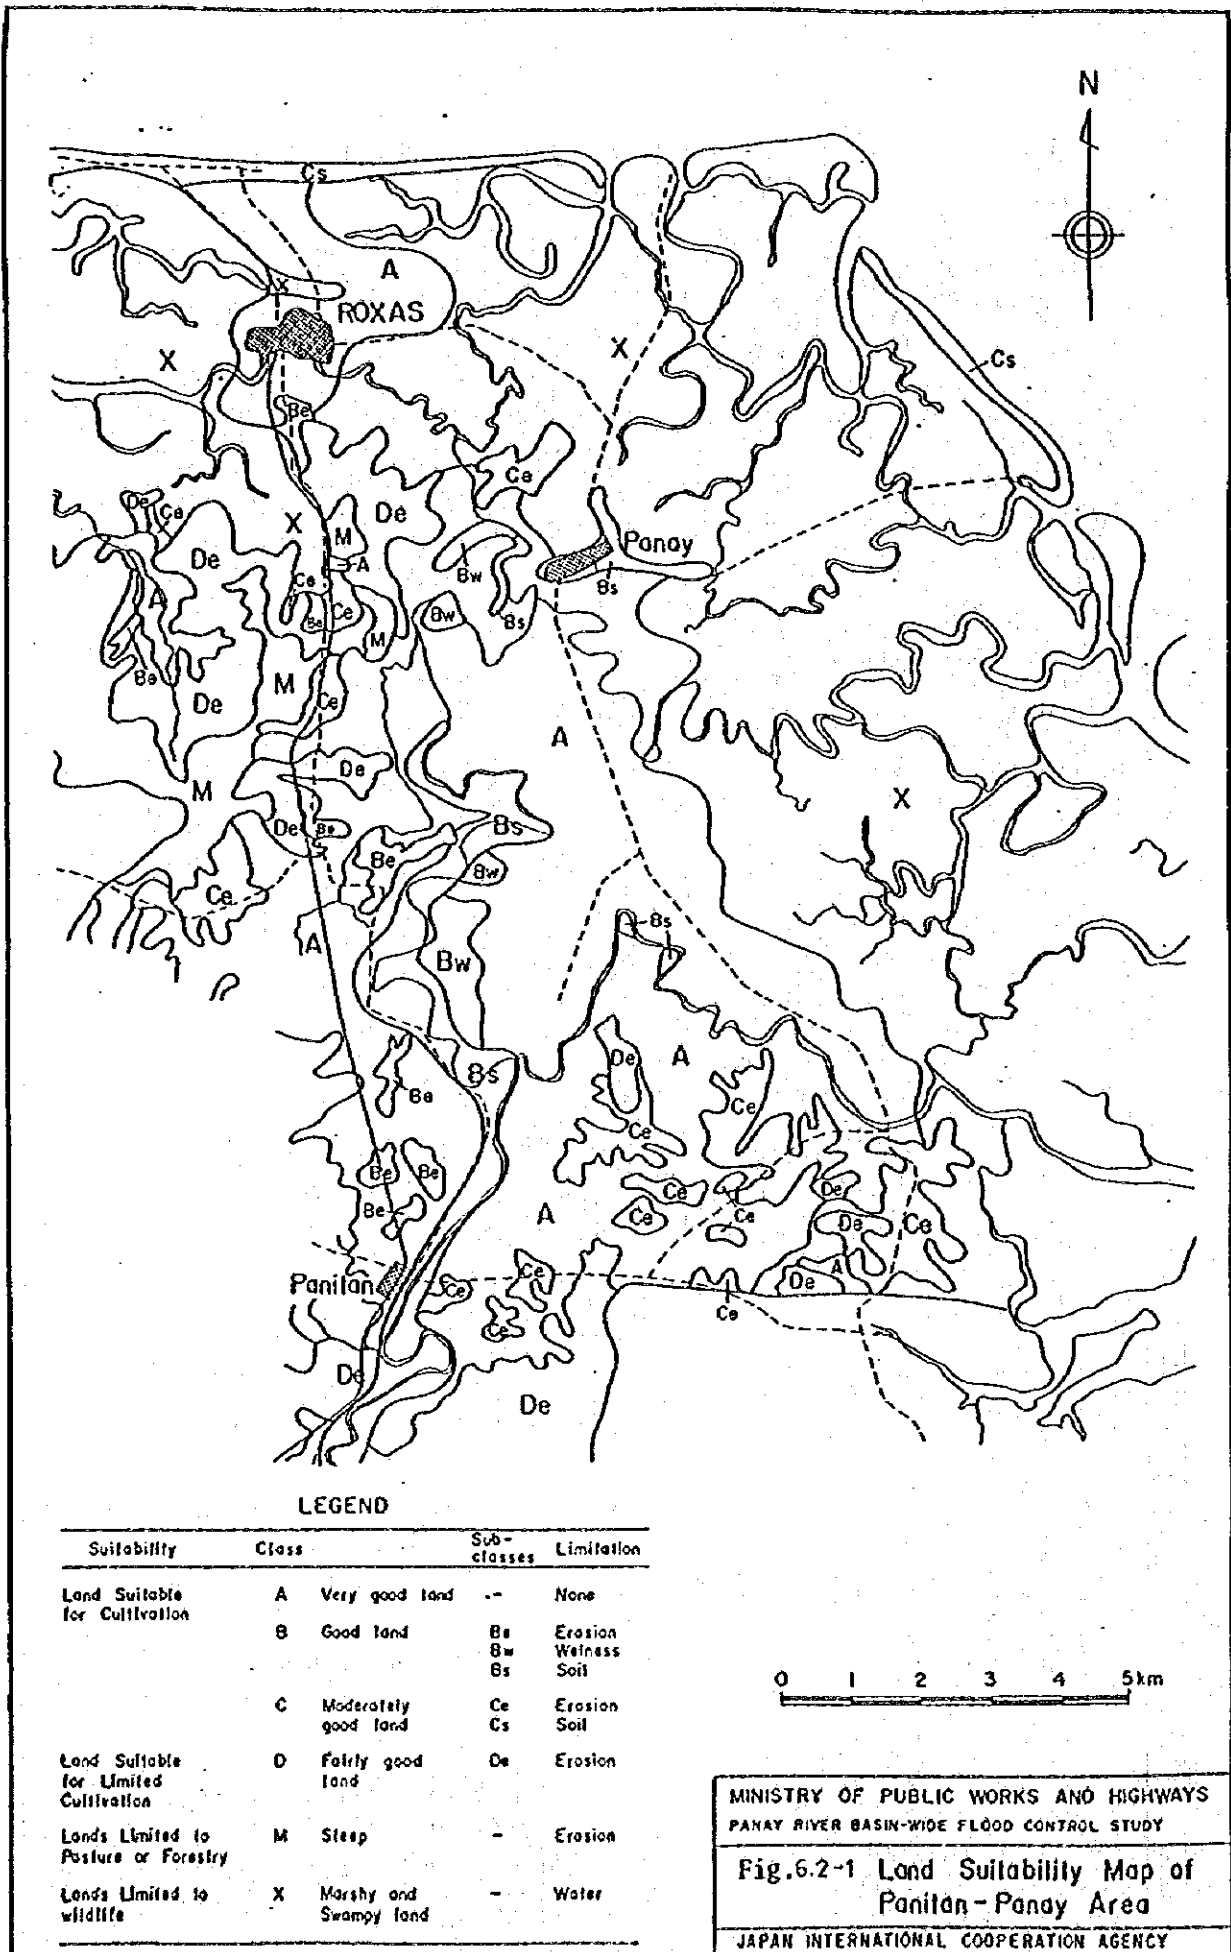 N
Cs
A
ROXAS
X
X
X
Cs
Be
Ce
De
Ce
De
X
M
De
A
Panay
Bs
Bw
Ce
Be
Ce
Bw
Bs
A
M
Be
De
M
Ce
A
De
M
X
De
Be
Be
Bs
Bw
Ce
A
Bs
Bw
Bs
A
De
Be
Ce
Ce
Be
Be
Ce
De
Be
A
Ce
Ce
De
Ce
Panitan
Ce
Ce
A
De
Ce
Ce
De
De
LEGEND
Suitability Class Sub-classes Limitation
Land Suitable for Cultivation A Very good land -- None
B Good land Be Erosion
Bw Wetness
Bs Soil
C Moderately good land Ce Erosion
Cs Soil
Land Suitable for Limited Cultivation D Fairly good land De Erosion
Lands Limited to Pasture or Forestry M Steep - Erosion
Lands Limited to wildlife X Marshy and Swampy land - Water
0 1 2 3 4 5km
MINISTRY OF PUBLIC WORKS AND HIGHWAYS
PANAY RIVER BASIN-WIDE FLOOD CONTROL STUDY
Fig.6.2-1 Land Suitability Map of
Panitan-Panay Area
JAPAN INTERNATIONAL COOPERATION AGENCY